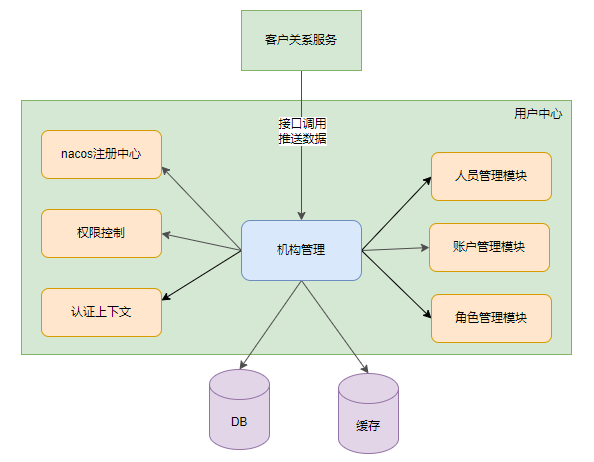 客户关系服务
用户中心
接口调用
推送数据
nacos注册中心
人员管理模块
权限控制
机构管理
账户管理模块
认证上下文
角色管理模块
DB
缓存